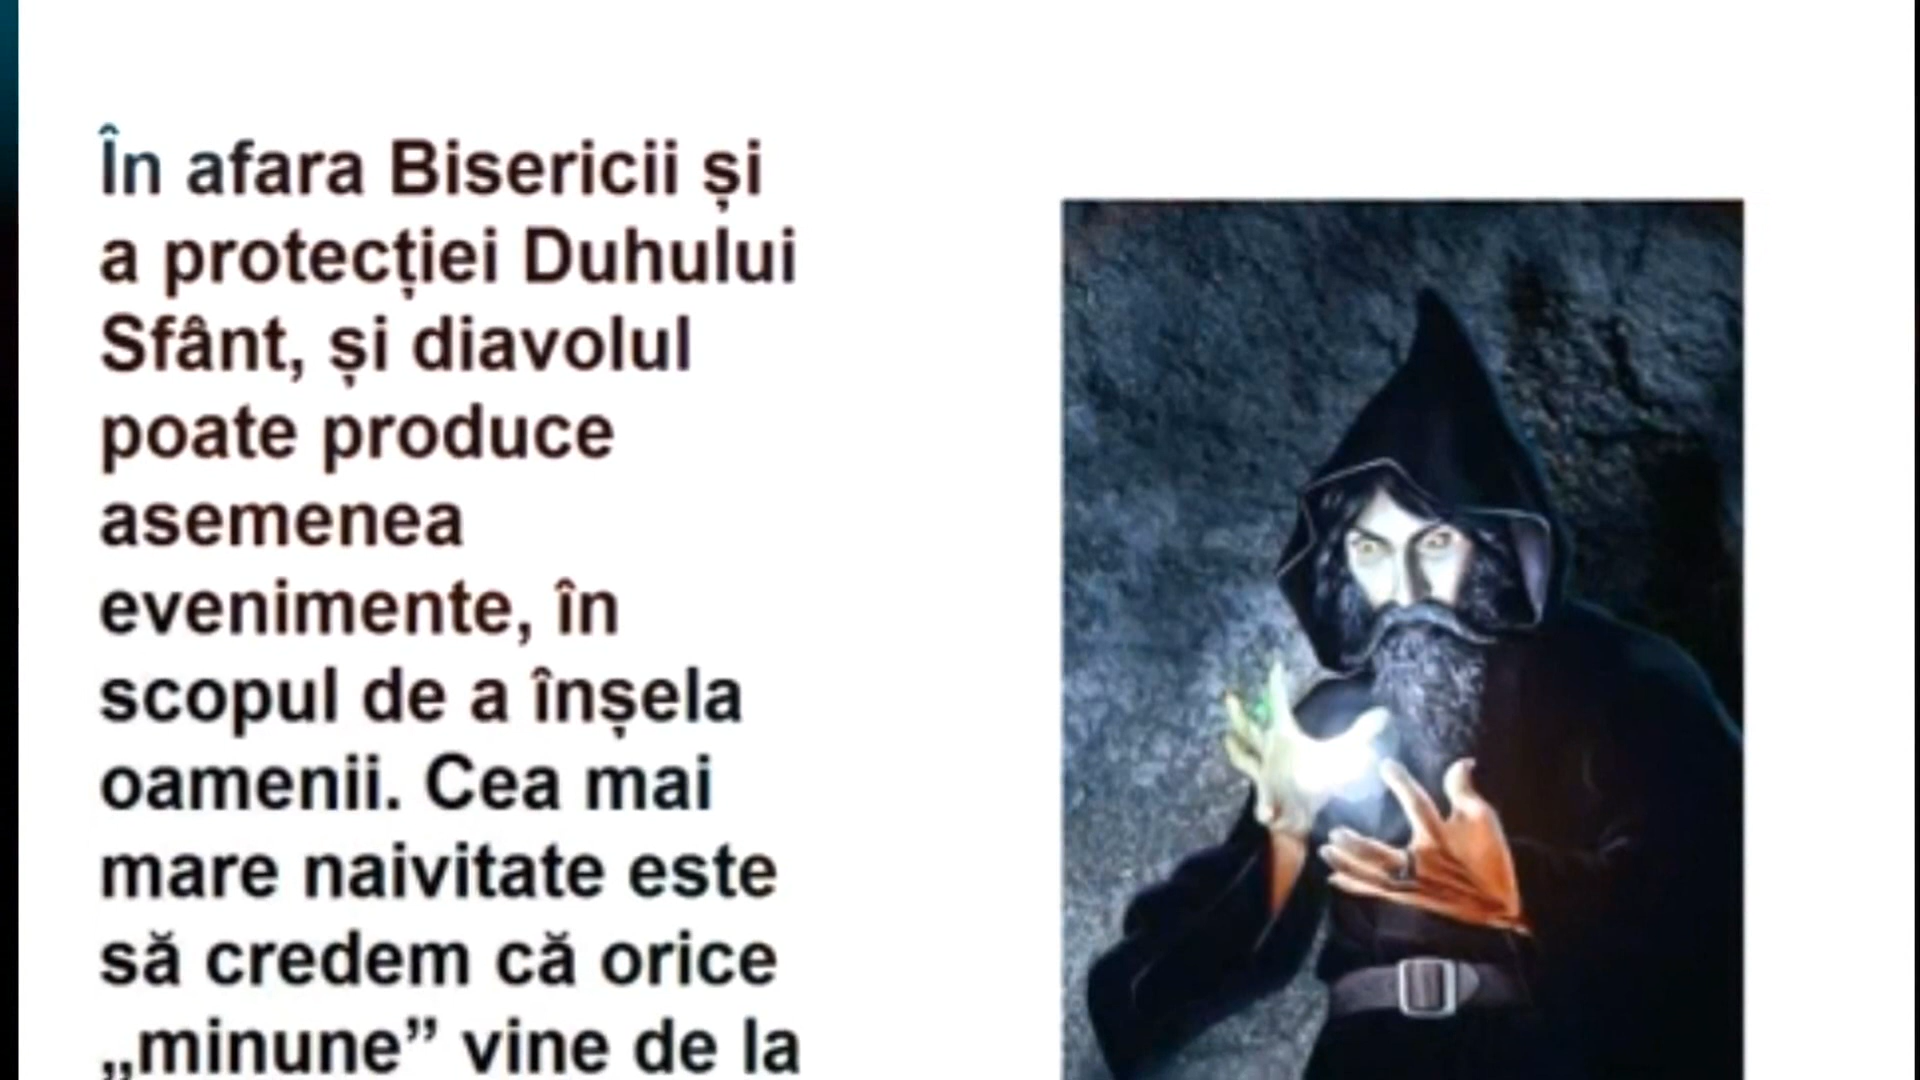 În afara Bisericii și
a protecției Duhului
Sfânt, și diavolul
poate produce
asemenea
evenimente, în
scopul de a înșela
oamenii. Cea mai
mare naivitate este
să credem că orice
„minune” vine de la